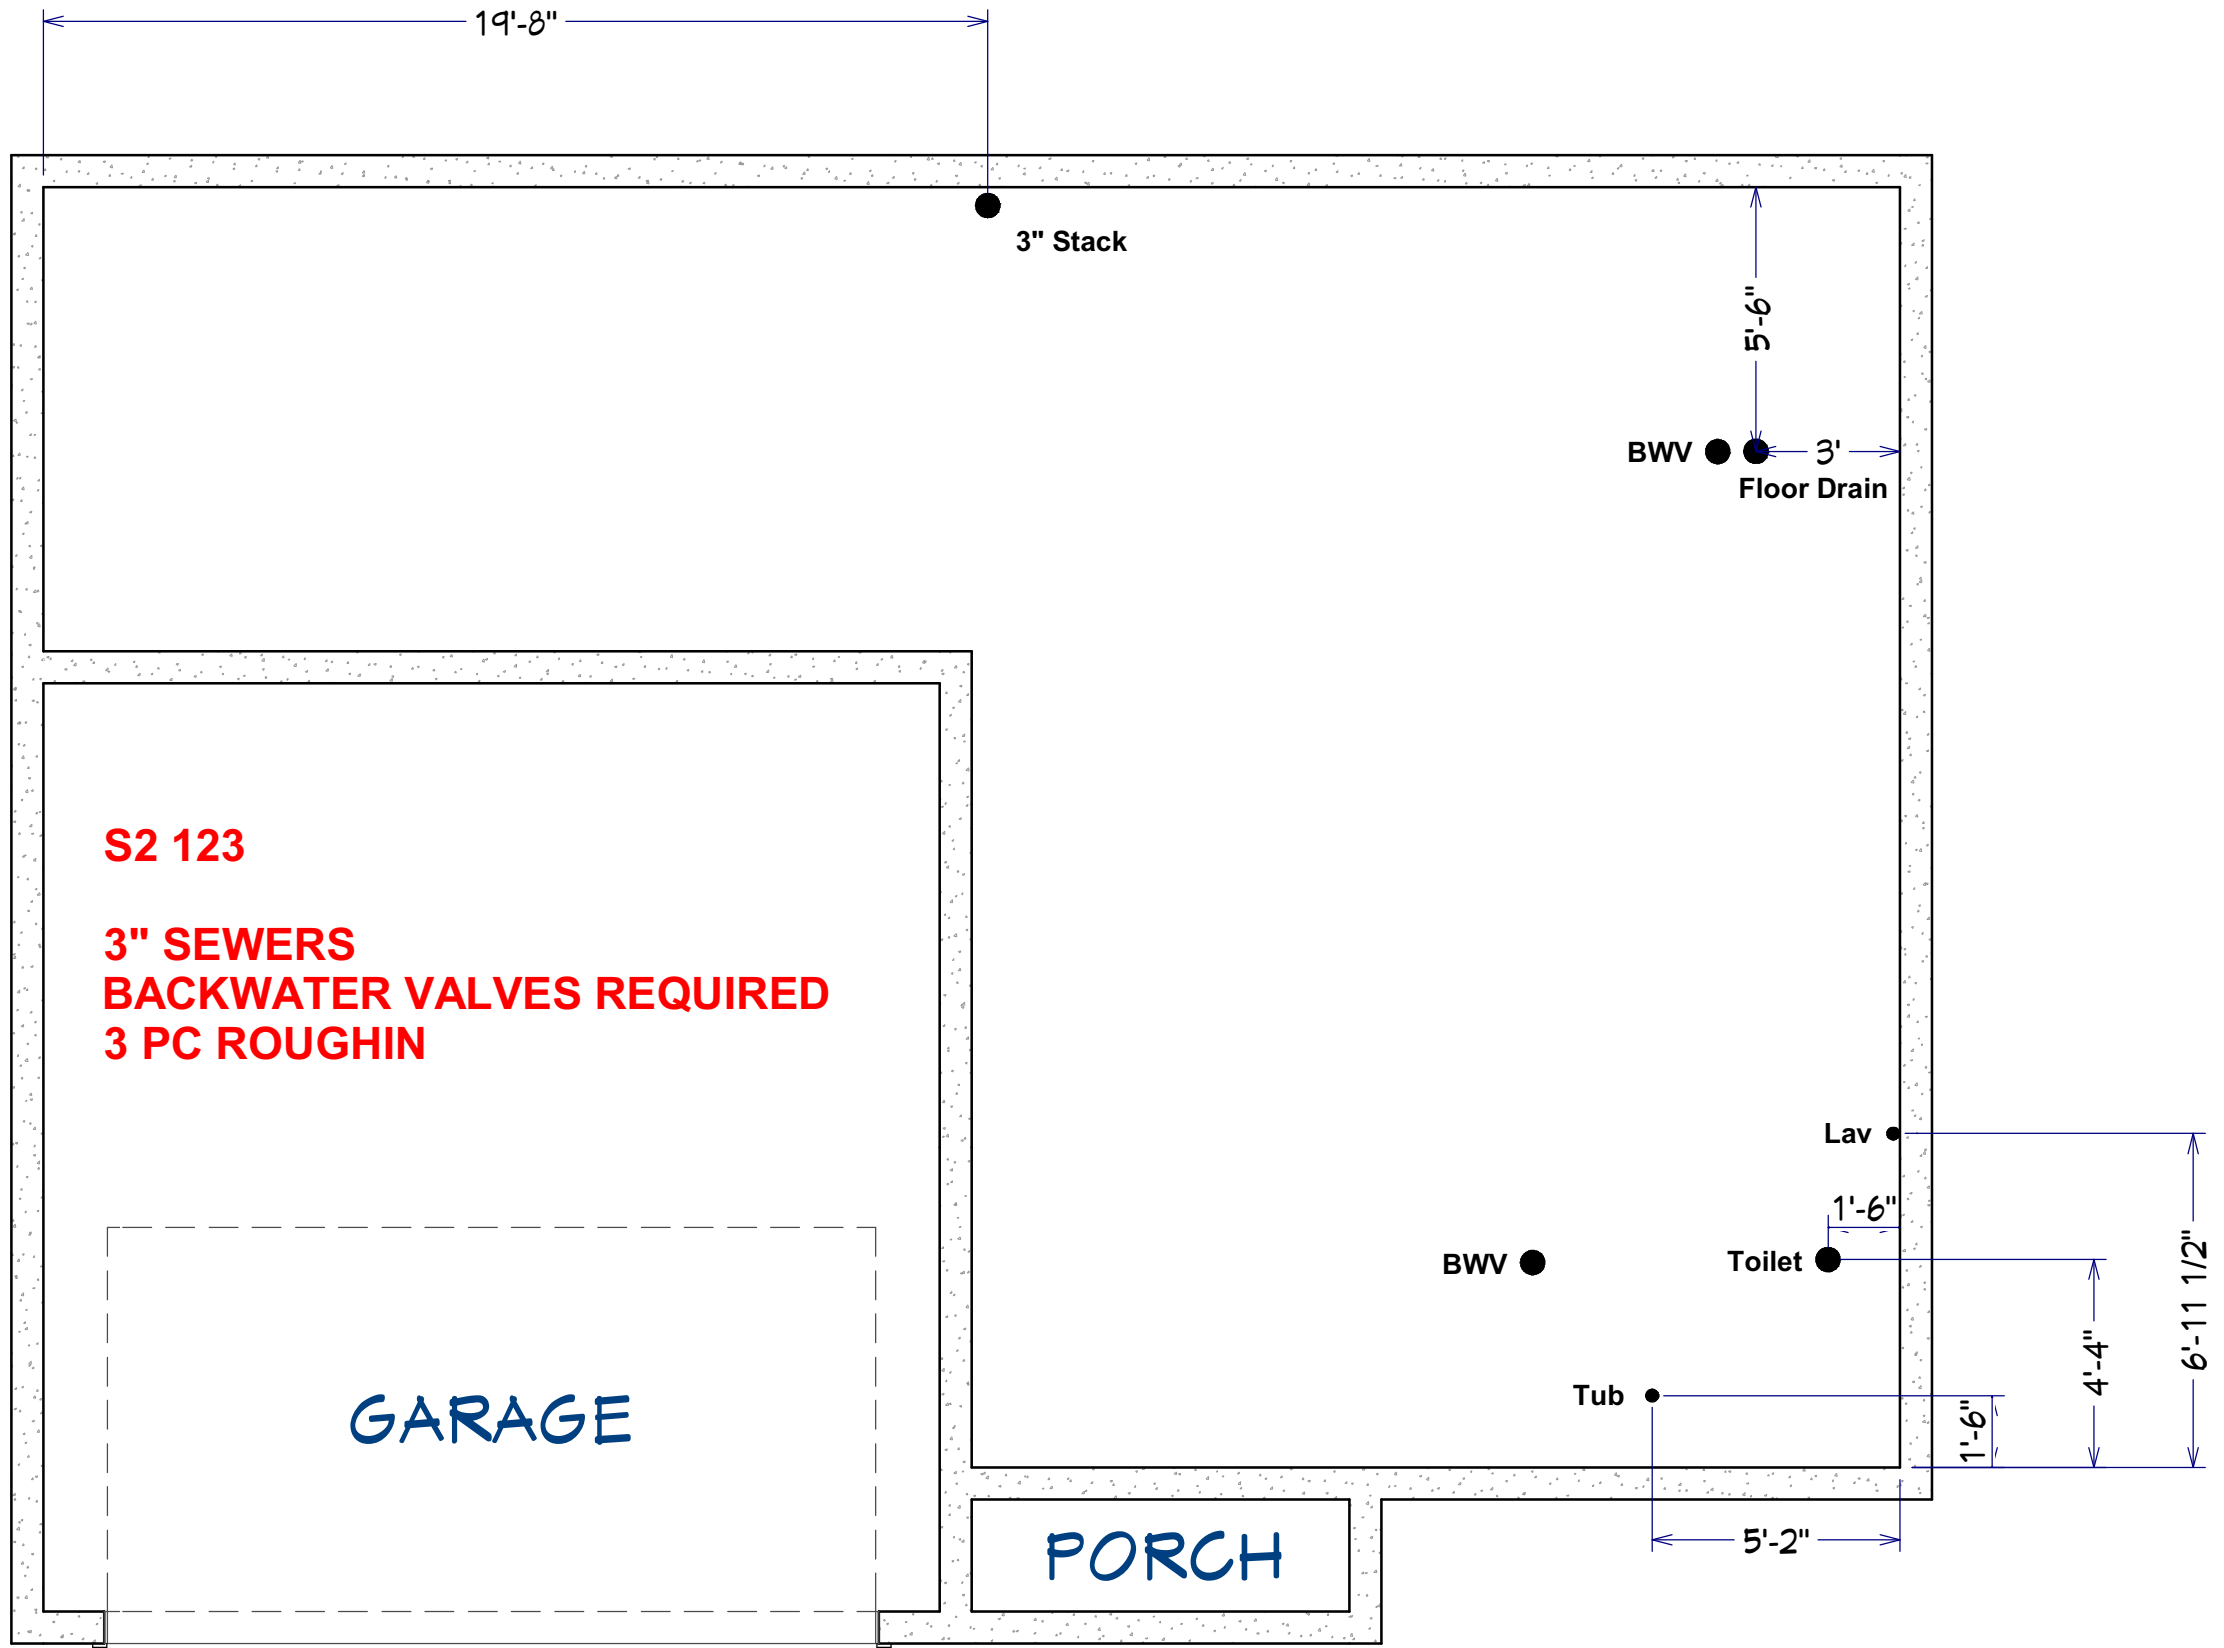 19'-8"
3" Stack
5'-6"
BWV
3'
Floor Drain
S2 123
3" SEWERS
BACKWATER VALVES REQUIRED
3 PC ROUGHIN
Lav
1'-6"
BWV
Toilet
6'-11 1/2"
4'-4"
Tub
1'-6"
GARAGE
5'-2"
PORCH